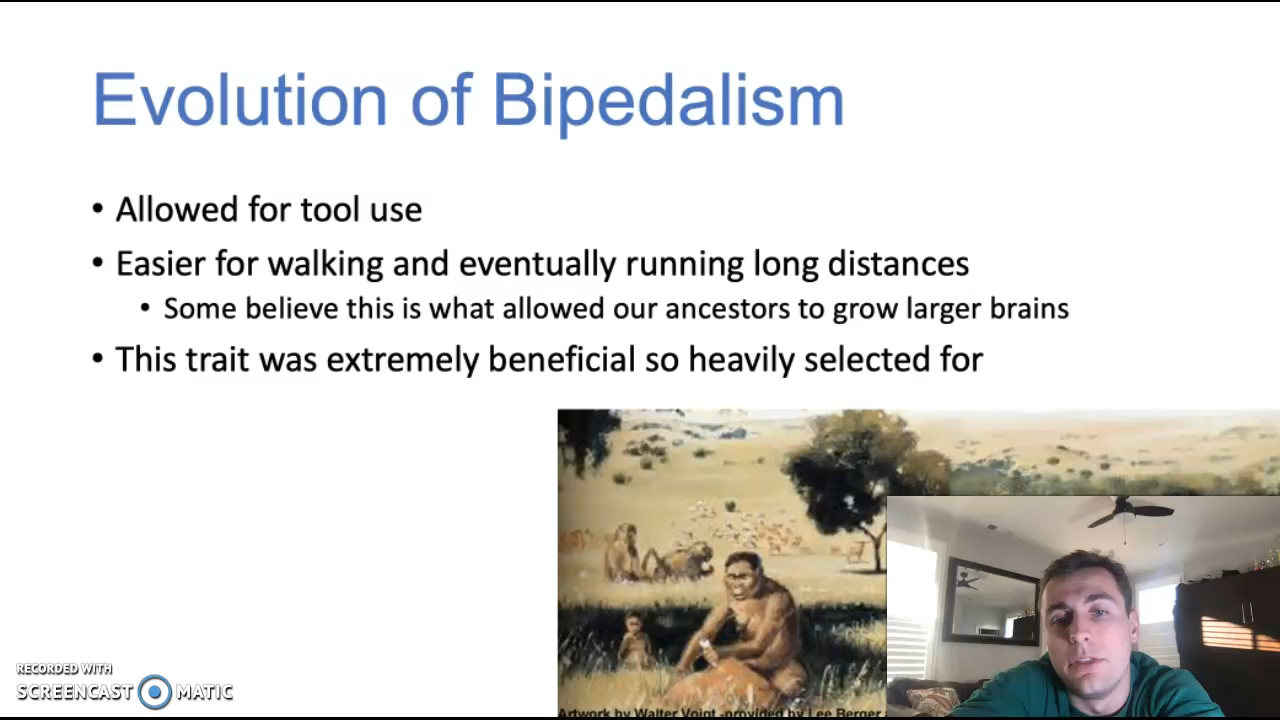 Evolution of Bipedalism
• Allowed for tool use
• Easier for walking and eventually running long distances
• Some believe this is what allowed our ancestors to grow larger brains
• This trait was extremely beneficial so heavily selected for
Artwork by Walter Voigt -provided by Lee Berger
RECORDED WITH
SCREENCAST MATIC